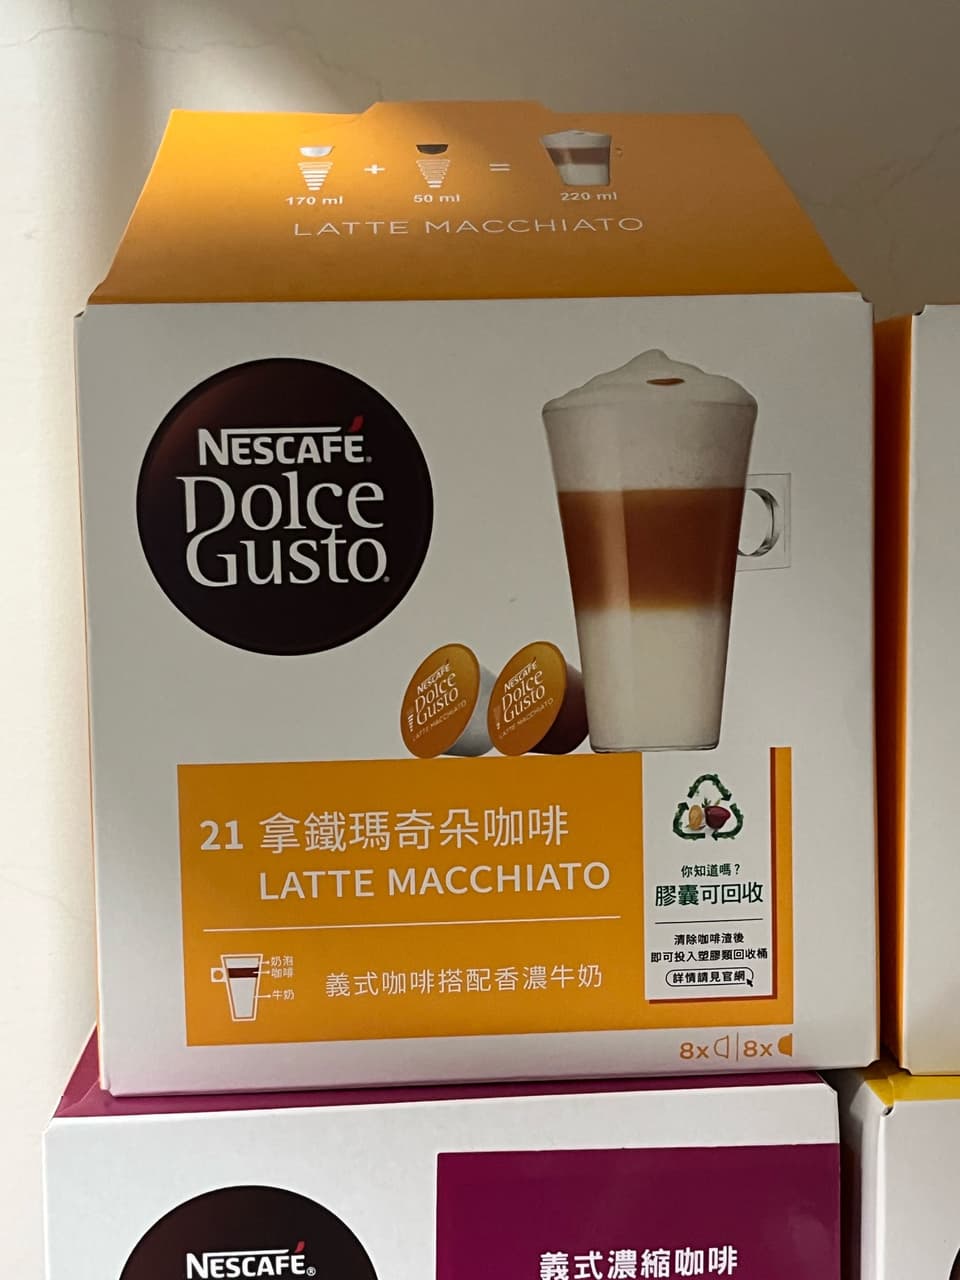 170 ml + 50 ml = 220 ml
LATTE MACCHIATO
NESCAFÉ®
Dolce
Gusto®
NESCAFÉ
Dolce
Gusto
LATTE MACCHIATO
NESCAFÉ
Dolce
Gusto
LATTE MACCHIATO
21 拿鐵瑪奇朵咖啡
LATTE MACCHIATO
奶泡
咖啡
牛奶
義式咖啡搭配香濃牛奶
你知道嗎?
膠囊可回收
清除咖啡渣後
即可投入塑膠類回收桶
詳情請見官網
8x | 8x
NESCAFÉ®
義式濃縮咖啡